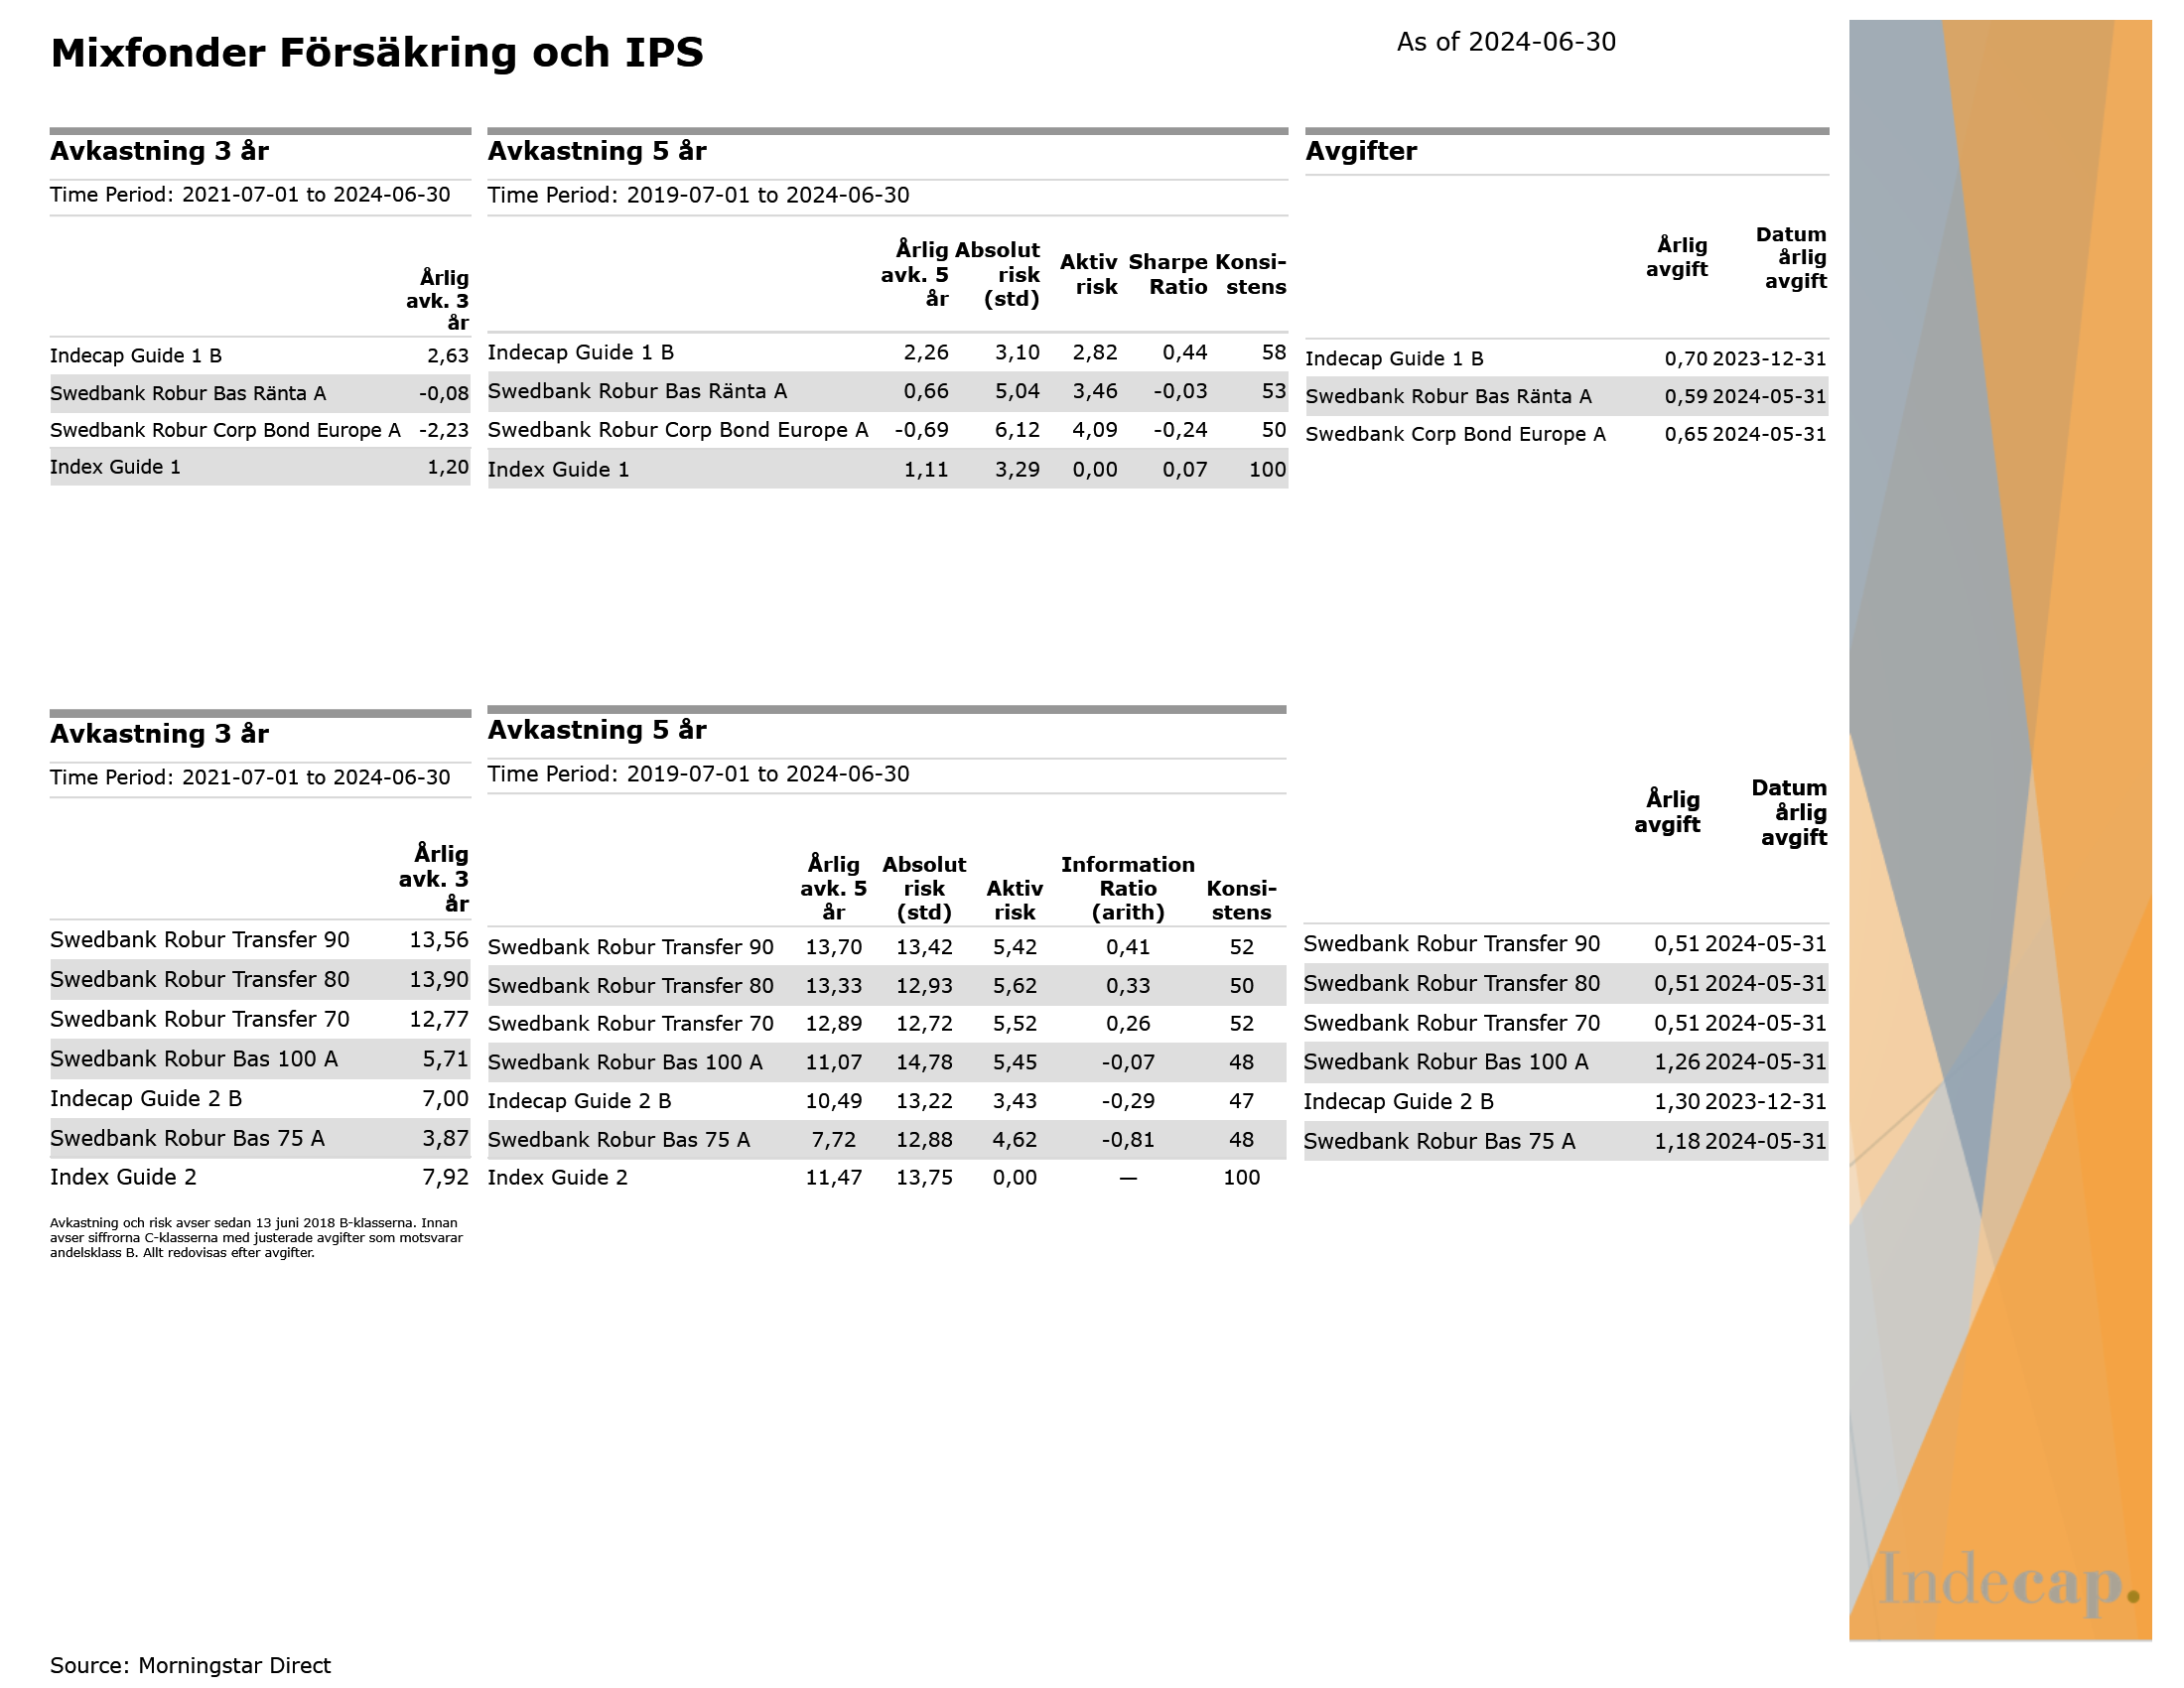 Mixfonder Försäkring och IPS
As of 2024-06-30
Avkastning 3 år
Time Period: 2021-07-01 to 2024-06-30
Årlig
avk. 3
år
Indecap Guide 1 B 2,63
Swedbank Robur Bas Ränta A -0,08
Swedbank Robur Corp Bond Europe A -2,23
Index Guide 1 1,20
Avkastning 5 år
Time Period: 2019-07-01 to 2024-06-30
Årlig Absolut
avk. 5 risk Aktiv Sharpe Konsi-
år (std) risk Ratio stens
Indecap Guide 1 B 2,26 3,10 2,82 0,44 58
Swedbank Robur Bas Ränta A 0,66 5,04 3,46 -0,03 53
Swedbank Robur Corp Bond Europe A -0,69 6,12 4,09 -0,24 50
Index Guide 1 1,11 3,29 0,00 0,07 100
Avgifter
Årlig Datum
avgift årlig
avgift
Indecap Guide 1 B 0,70 2023-12-31
Swedbank Robur Bas Ränta A 0,59 2024-05-31
Swedbank Corp Bond Europe A 0,65 2024-05-31
Avkastning 3 år
Time Period: 2021-07-01 to 2024-06-30
Årlig
avk. 3
år
Swedbank Robur Transfer 90 13,56
Swedbank Robur Transfer 80 13,90
Swedbank Robur Transfer 70 12,77
Swedbank Robur Bas 100 A 5,71
Indecap Guide 2 B 7,00
Swedbank Robur Bas 75 A 3,87
Index Guide 2 7,92
Avkastning och risk avser sedan 13 juni 2018 B-klasserna. Innan
avser siffrorna C-klasserna med justerade avgifter som motsvarar
andelsklass B. Allt redovisas efter avgifter.
Avkastning 5 år
Time Period: 2019-07-01 to 2024-06-30
Årlig Absolut Information
avk. 5 risk Aktiv Ratio Konsi-
år (std) risk (arith) stens
Swedbank Robur Transfer 90 13,70 13,42 5,42 0,41 52
Swedbank Robur Transfer 80 13,33 12,93 5,62 0,33 50
Swedbank Robur Transfer 70 12,89 12,72 5,52 0,26 52
Swedbank Robur Bas 100 A 11,07 14,78 5,45 -0,07 48
Indecap Guide 2 B 10,49 13,22 3,43 -0,29 47
Swedbank Robur Bas 75 A 7,72 12,88 4,62 -0,81 48
Index Guide 2 11,47 13,75 0,00 — 100
Årlig Datum
avgift årlig
avgift
Swedbank Robur Transfer 90 0,51 2024-05-31
Swedbank Robur Transfer 80 0,51 2024-05-31
Swedbank Robur Transfer 70 0,51 2024-05-31
Swedbank Robur Bas 100 A 1,26 2024-05-31
Indecap Guide 2 B 1,30 2023-12-31
Swedbank Robur Bas 75 A 1,18 2024-05-31
Indecap.
Source: Morningstar Direct